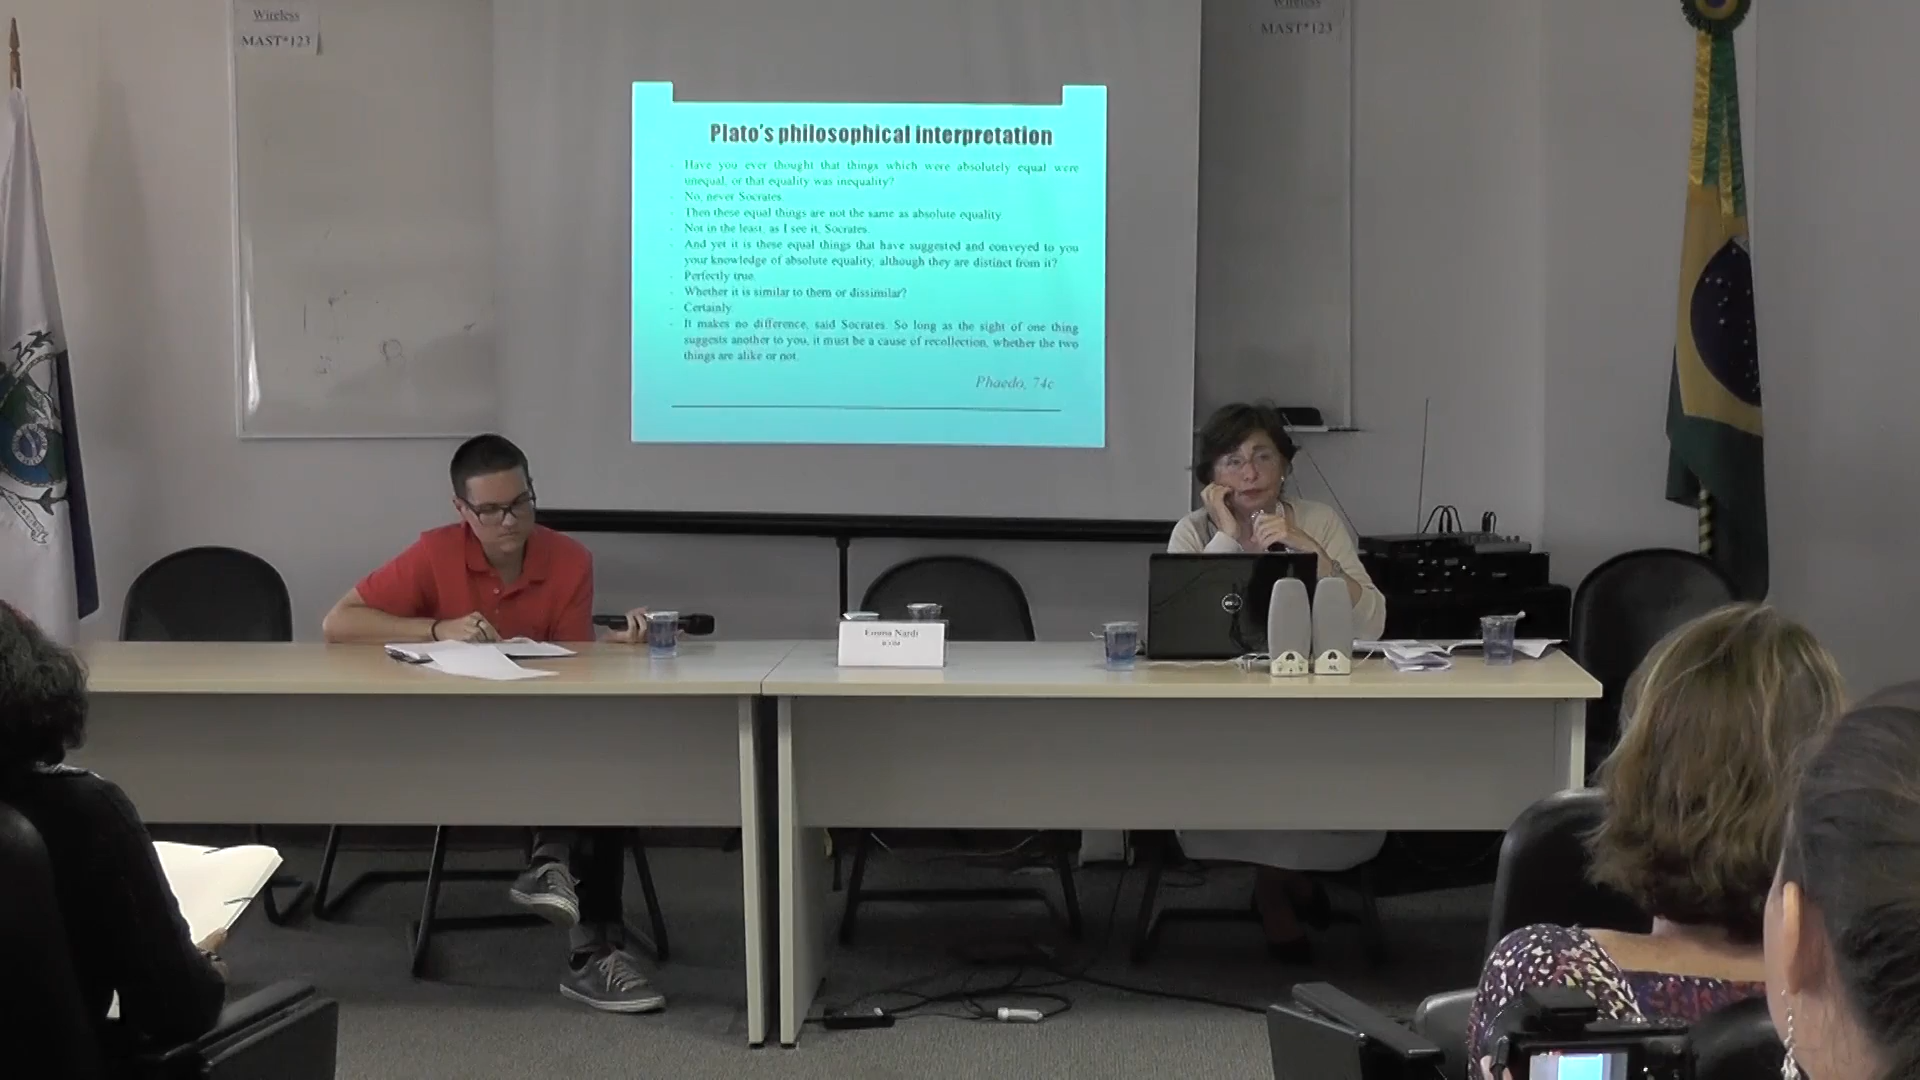 Wireless
MAST*123
Wireless
MAST*123
Plato's philosophical interpretation
- Have you ever thought that things which were absolutely equal were
unequal, or that equality was inequality?
- No, never Socrates.
- Then these equal things are not the same as absolute equality
- Not in the least, as I see it, Socrates.
- And yet it is these equal things that have suggested and conveyed to you
your knowledge of absolute equality, although they are distinct from it?
- Perfectly true.
- Whether it is similar to them or dissimilar?
- Certainly.
- It makes no difference, said Socrates. So long as the sight of one thing
suggests another to you, it must be a cause of recollection, whether the two
things are alike or not.
Phaedo, 74c
Emma Nardi
ICOM
DELL